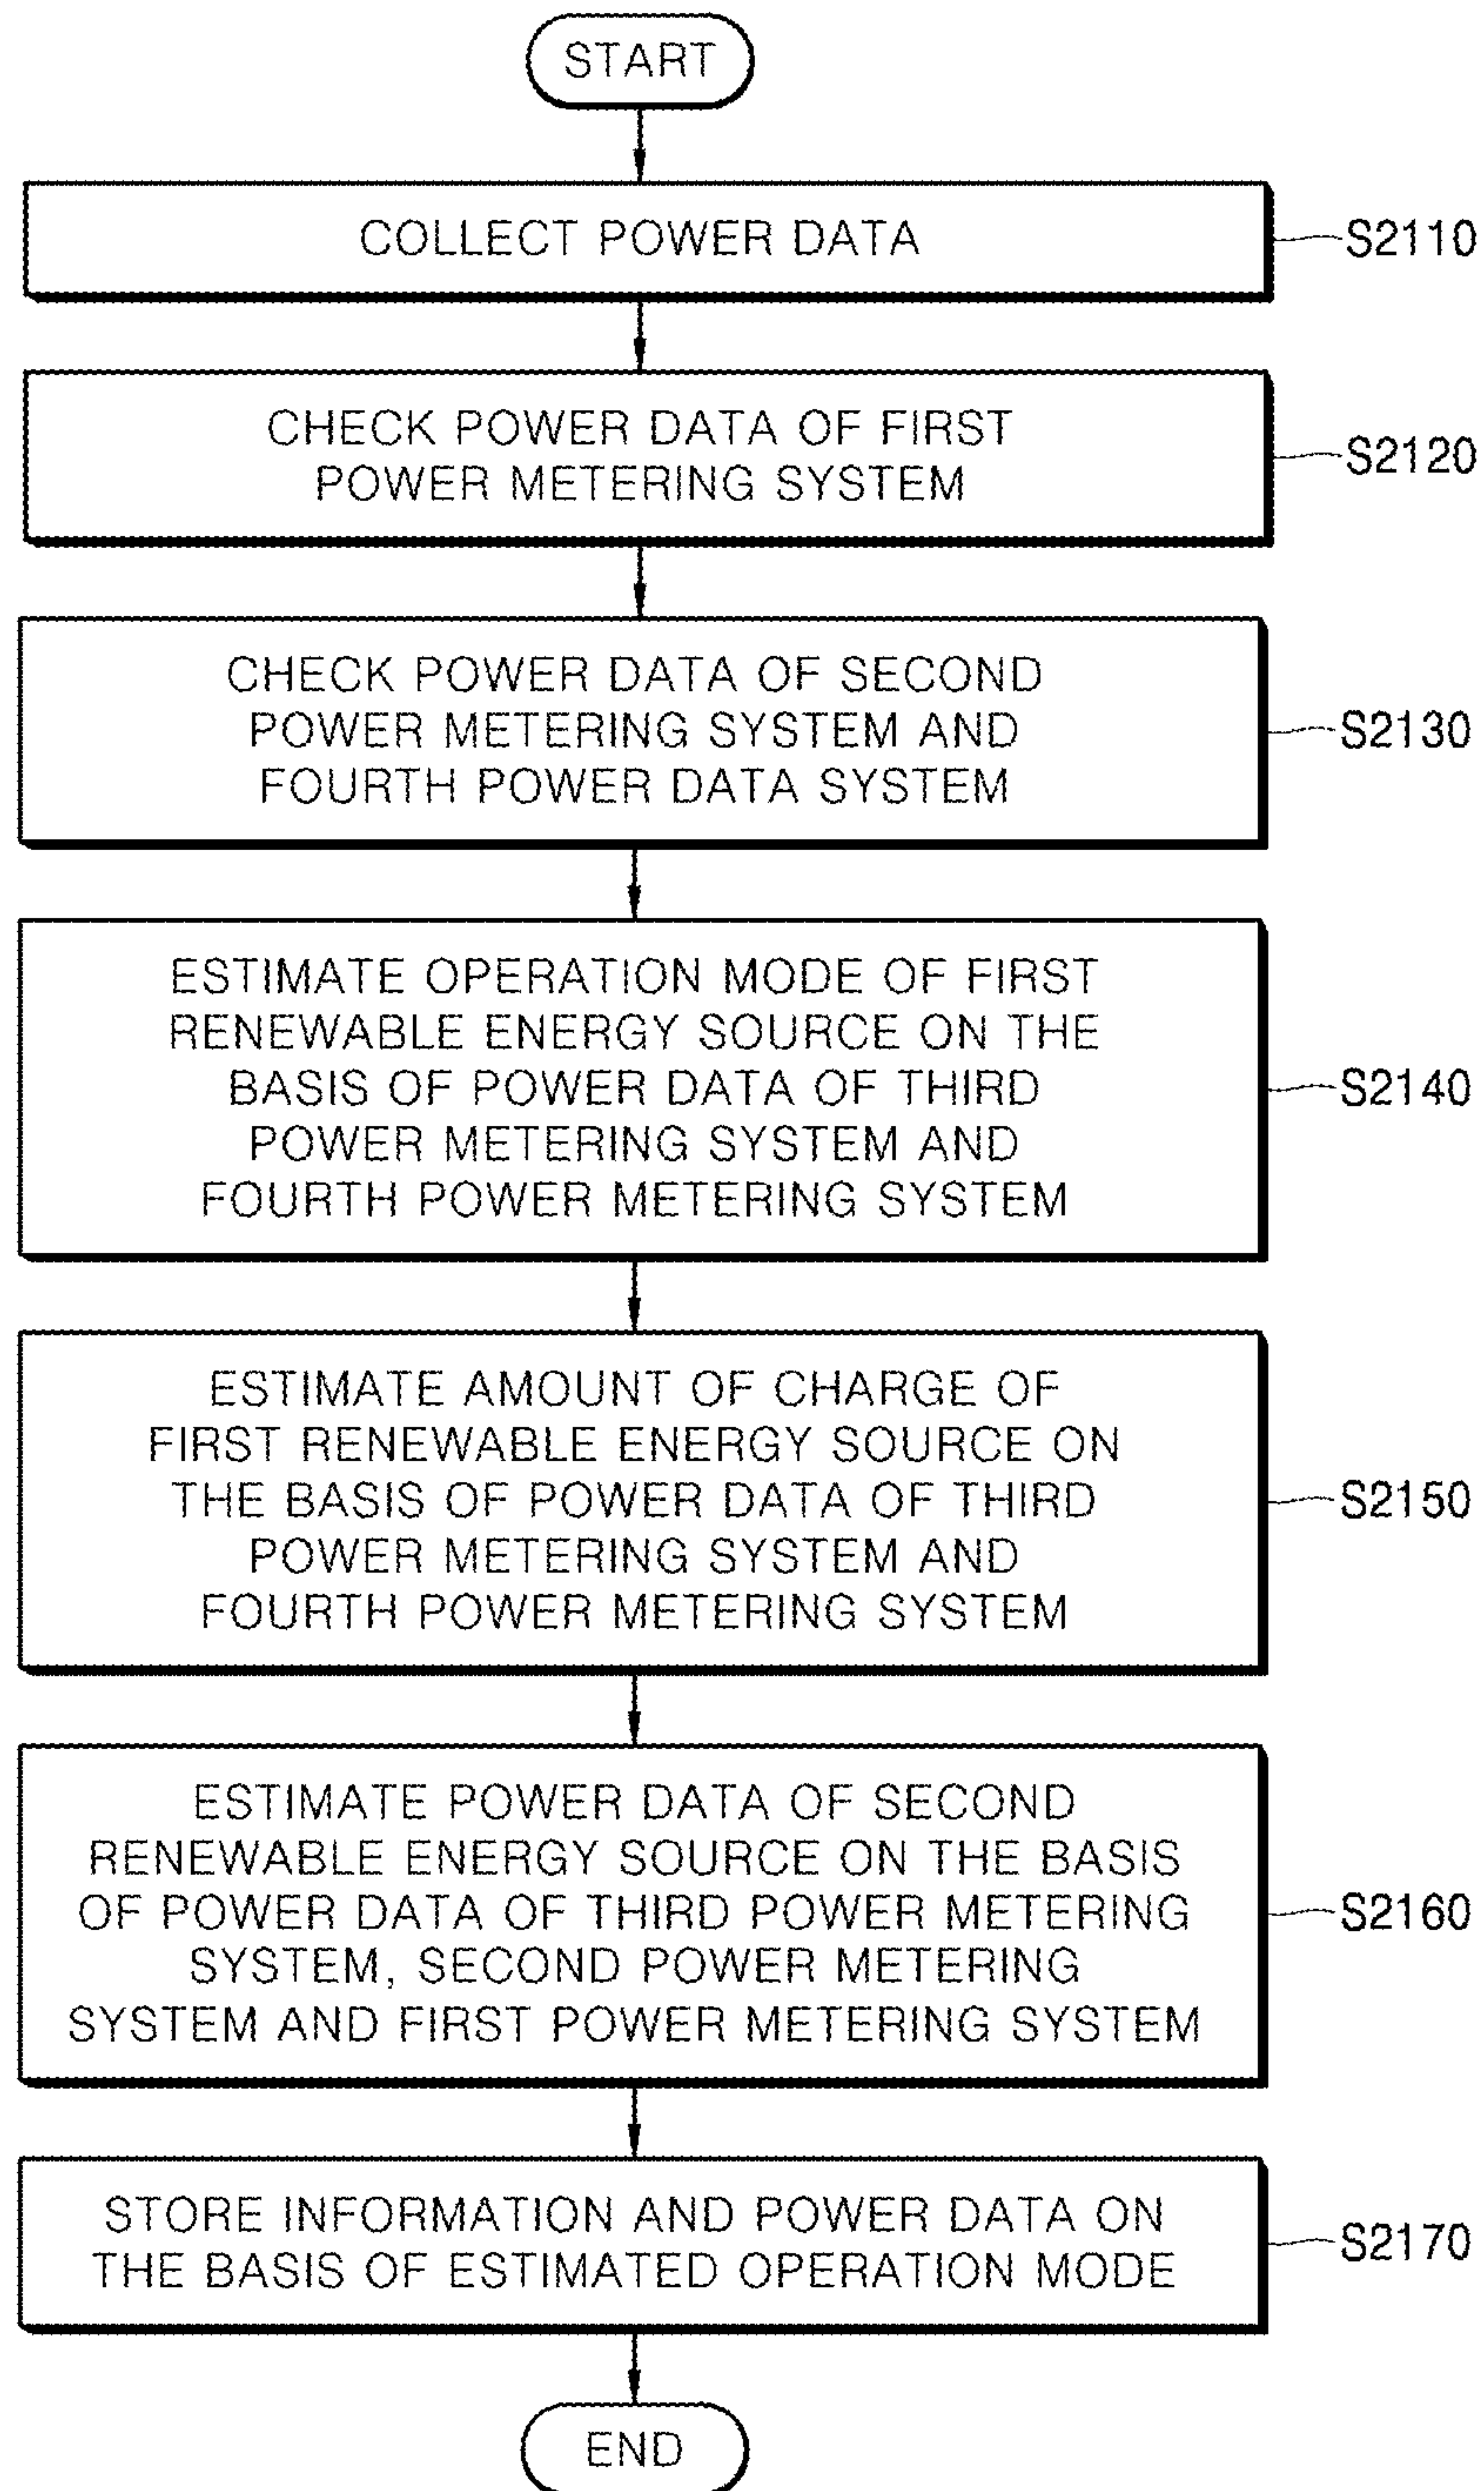 START
COLLECT POWER DATA
S2110
CHECK POWER DATA OF FIRST
POWER METERING SYSTEM
S2120
CHECK POWER DATA OF SECOND
POWER METERING SYSTEM AND
FOURTH POWER DATA SYSTEM
S2130
ESTIMATE OPERATION MODE OF FIRST
RENEWABLE ENERGY SOURCE ON THE
BASIS OF POWER DATA OF THIRD
POWER METERING SYSTEM AND
FOURTH POWER METERING SYSTEM
S2140
ESTIMATE AMOUNT OF CHARGE OF
FIRST RENEWABLE ENERGY SOURCE ON
THE BASIS OF POWER DATA OF THIRD
POWER METERING SYSTEM AND
FOURTH POWER METERING SYSTEM
S2150
ESTIMATE POWER DATA OF SECOND
RENEWABLE ENERGY SOURCE ON THE BASIS
OF POWER DATA OF THIRD POWER METERING
SYSTEM, SECOND POWER METERING
SYSTEM AND FIRST POWER METERING SYSTEM
S2160
STORE INFORMATION AND POWER DATA ON
THE BASIS OF ESTIMATED OPERATION MODE
S2170
END